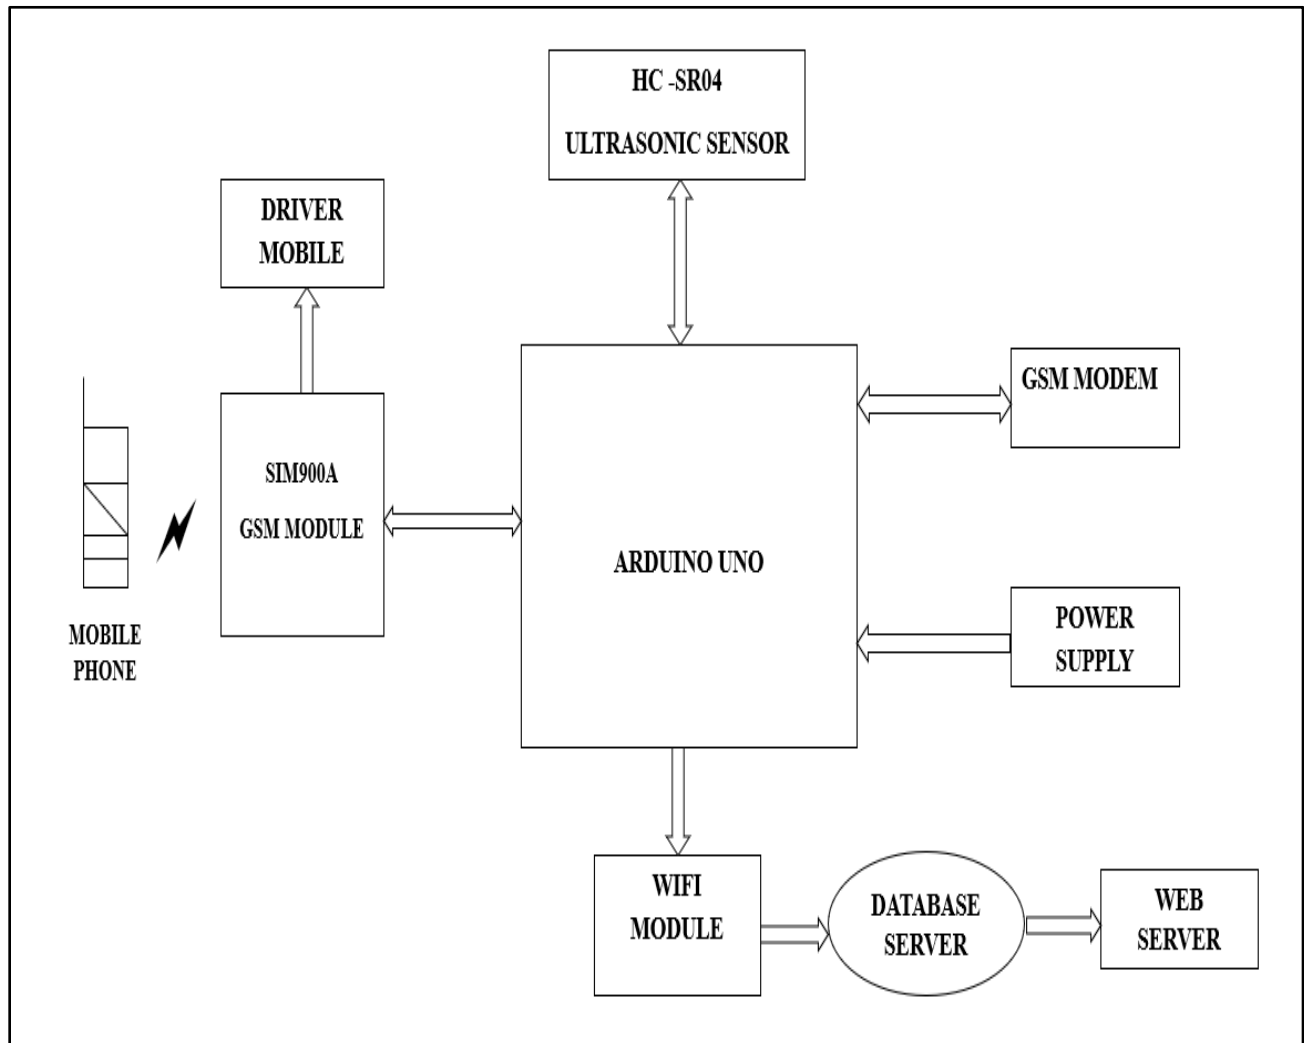 HC -SR04
ULTRASONIC SENSOR
DRIVER
MOBILE
GSM MODEM
SIM900A
GSM MODULE
ARDUINO UNO
MOBILE
PHONE
POWER
SUPPLY
WIFI
MODULE
DATABASE
SERVER
WEB
SERVER